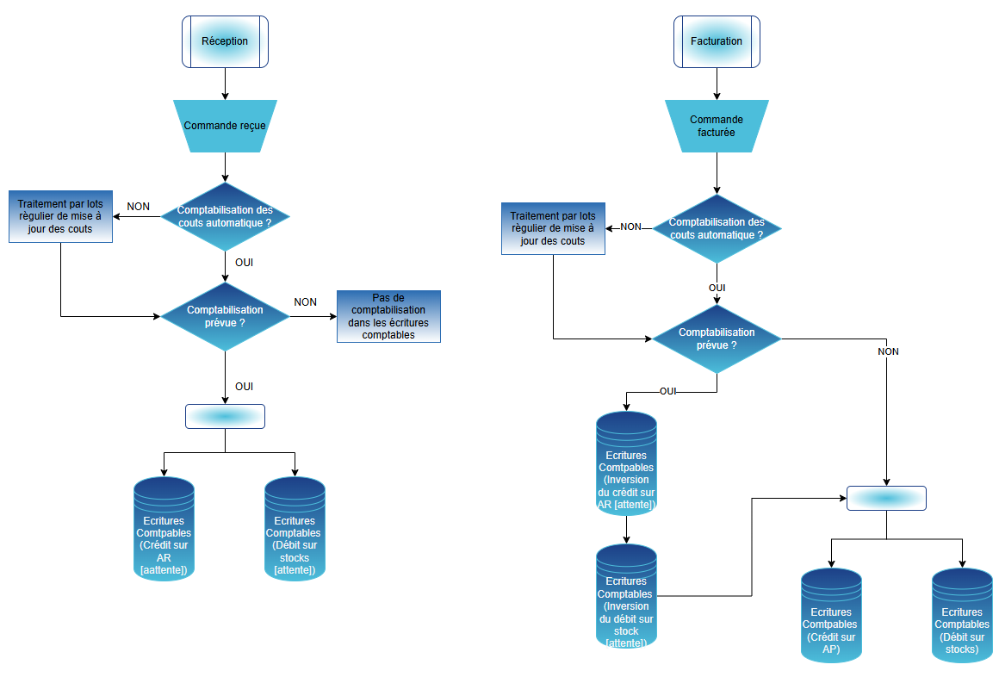 Réception
Commande reçue
Comptabilisation des
couts automatique ?
NON
Traitement par lots
règulier de mise à
jour des couts
OUI
Comptabilisation
prévue ?
NON
Pas de
comptabilisation
dans les écritures
comptables
OUI
Ecritures
Comtpables
(Crédit sur
AR
[aattente])
Ecritures
Comptables
(Débit sur
stocks
[attente])
Facturation
Commande
facturée
Comptabilisation des
couts automatique ?
NON
Traitement par lots
règulier de mise à
jour des couts
OUI
Comptabilisation
prévue ?
NON
OUI
Ecritures
Comtpables
(Inversion
du crédit sur
AR [attente])
Ecritures
Comptables
(Inversion
du débit sur
stock
[attente])
Ecritures
Comtpables
(Crédit sur
AP)
Ecritures
Comptables
(Débit sur
stocks)